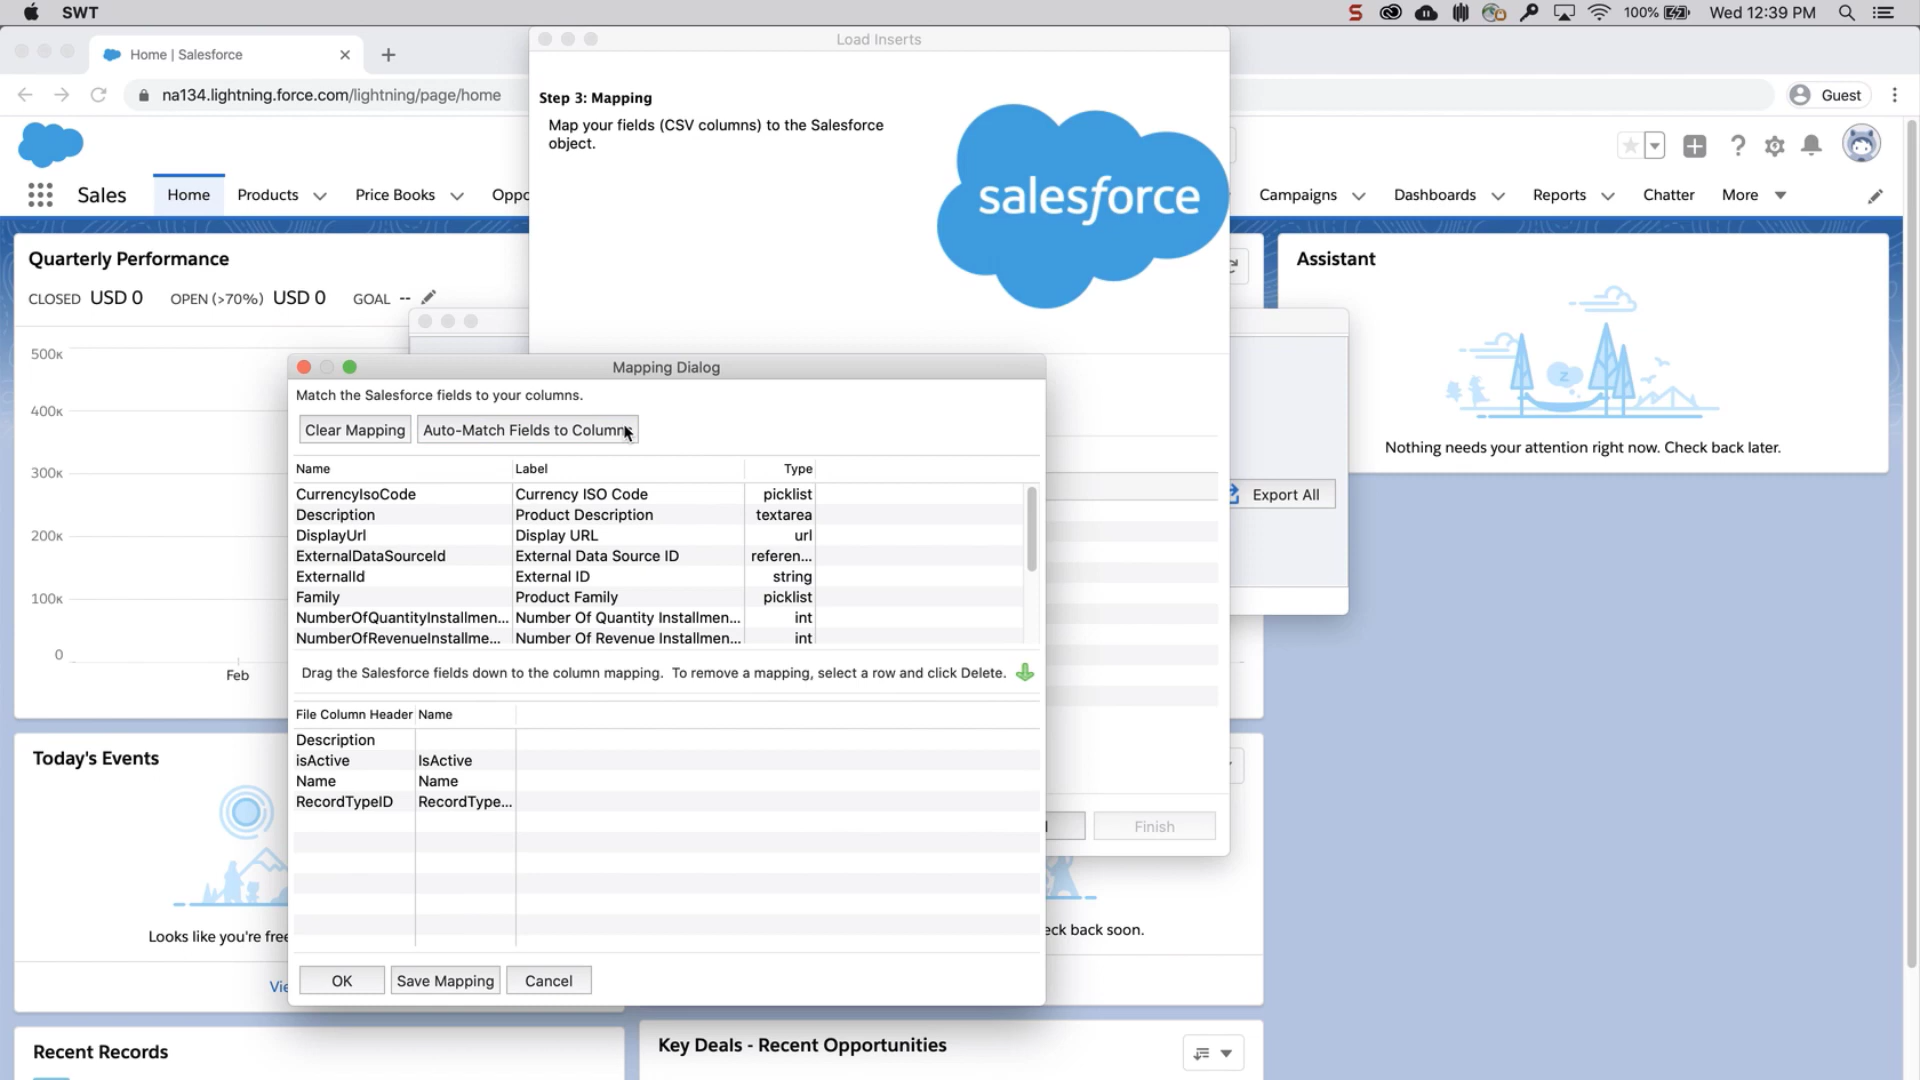 SWT
100%
Wed 12:39 PM
Home | Salesforce
na134.lightning.force.com/lightning/page/home
Guest
Load Inserts
Step 3: Mapping
Map your fields (CSV columns) to the Salesforce
object.
salesforce
Sales
Home
Products
Price Books
Oppo
Campaigns
Dashboards
Reports
Chatter
More
Quarterly Performance
CLOSED USD 0
OPEN (>70%) USD 0
GOAL --
500K
400K
300K
200K
100K
0
Feb
Assistant
Nothing needs your attention right now. Check back later.
Export All
Mapping Dialog
Match the Salesforce fields to your columns.
Clear Mapping
Auto-Match Fields to Column
Name Label Type
CurrencyIsoCode Currency ISO Code picklist
Description Product Description textarea
DisplayUrl Display URL url
ExternalDataSourceId External Data Source ID referen...
ExternalId External ID string
Family Product Family picklist
NumberOfQuantityInstallmen... Number Of Quantity Installmen... int
NumberOfRevenueInstallme... Number Of Revenue Installmen... int
Drag the Salesforce fields down to the column mapping. To remove a mapping, select a row and click Delete.
File Column Header Name
Description
isActive IsActive
Name Name
RecordTypeID RecordType...
OK
Save Mapping
Cancel
Finish
Today's Events
Looks like you're free
Vie
eck back soon.
Recent Records
Key Deals - Recent Opportunities